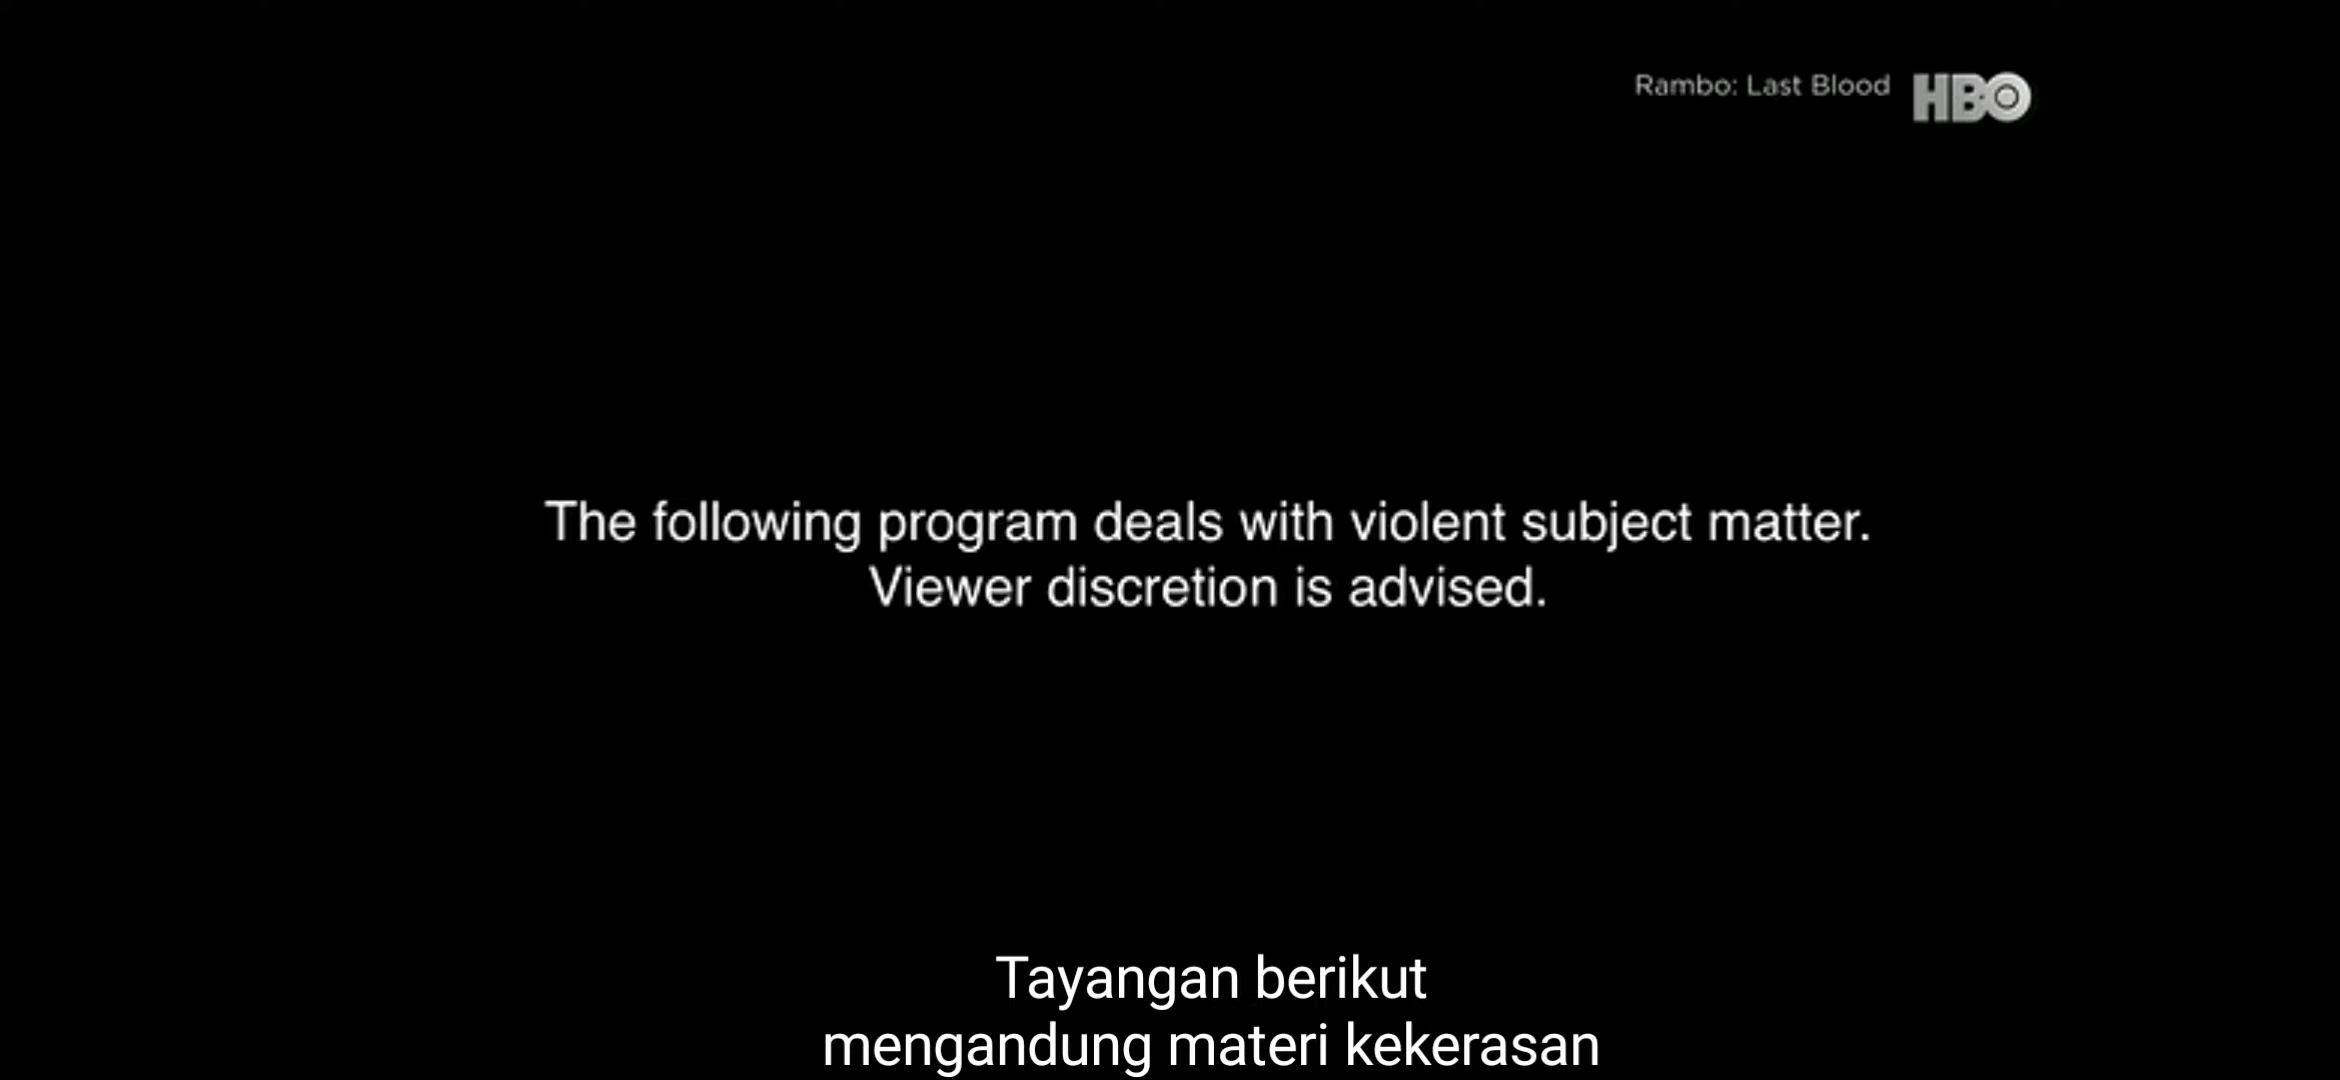 Rambo: Last Blood HBO
The following program deals with violent subject matter.
Viewer discretion is advised.
Tayangan berikut
mengandung materi kekerasan